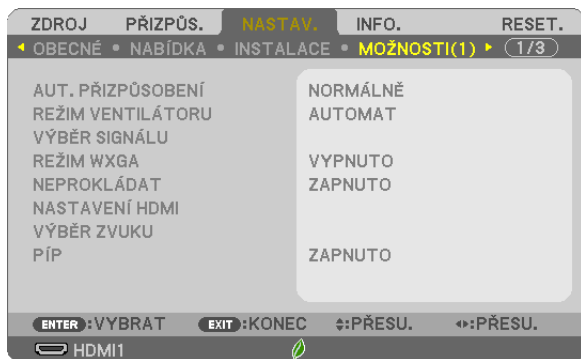 ZDROJ PŘIZPŮS. NASTAV. INFO. RESET.
OBECNÉ • NABÍDKA • INSTALACE • MOŽNOSTI(1) 1/3
AUT. PŘIZPŮSOBENÍ NORMÁLNĚ
REŽIM VENTILÁTORU AUTOMAT
VÝBĚR SIGNÁLU
REŽIM WXGA VYPNUTO
NEPROKLÁDAT ZAPNUTO
NASTAVENÍ HDMI
VÝBĚR ZVUKU
PÍP ZAPNUTO
ENTER :VYBRAT EXIT :KONEC :PŘESU. :PŘESU.
HDMI1